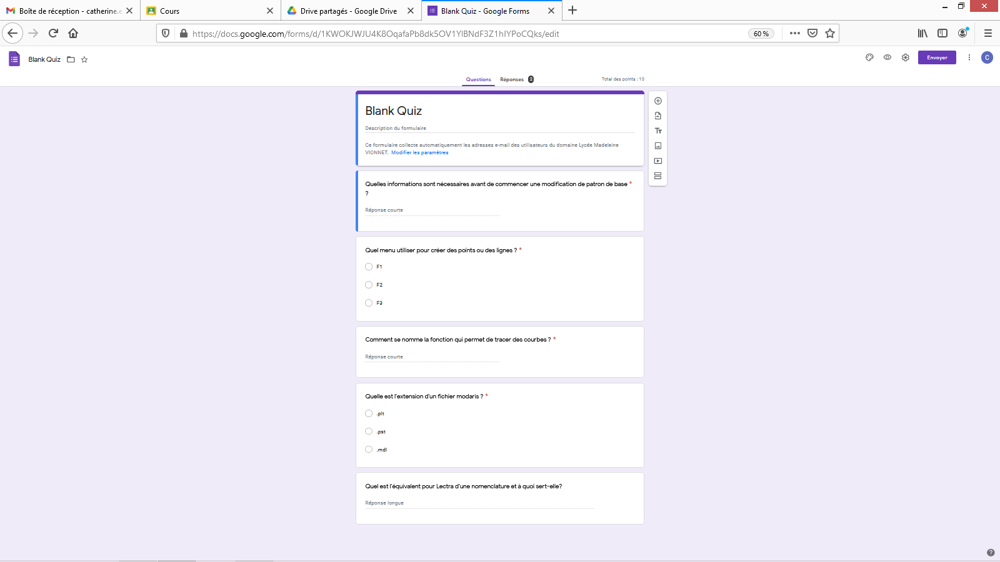 Boîte de réception - catherine.e
Cours
Drive partagés - Google Drive
Blank Quiz - Google Forms
https://docs.google.com/forms/d/1KWOKJWJU4K8OqafaPb8dk5OV1YlBNdF3Z1hIYPoCQks/edit
60 %
Blank Quiz
Envoyer
C
Questions
Réponses 2
Total des points : 10
Blank Quiz
Description du formulaire
Ce formulaire collecte automatiquement les adresses e-mail des utilisateurs du domaine Lycée Madeleine
VIONNET. Modifier les paramètres
Quelles informations sont nécessaires avant de commencer une modification de patron de base *
?
Réponse courte
Quel menu utiliser pour créer des points ou des lignes ? *
F1
F2
F3
Comment se nomme la fonction qui permet de tracer des courbes ? *
Réponse courte
Quelle est l'extension d'un fichier modaris ? *
.plt
.pst
.mdl
Quel est l'équivalent pour Lectra d'une nomenclature et à quoi sert-elle?
Réponse longue